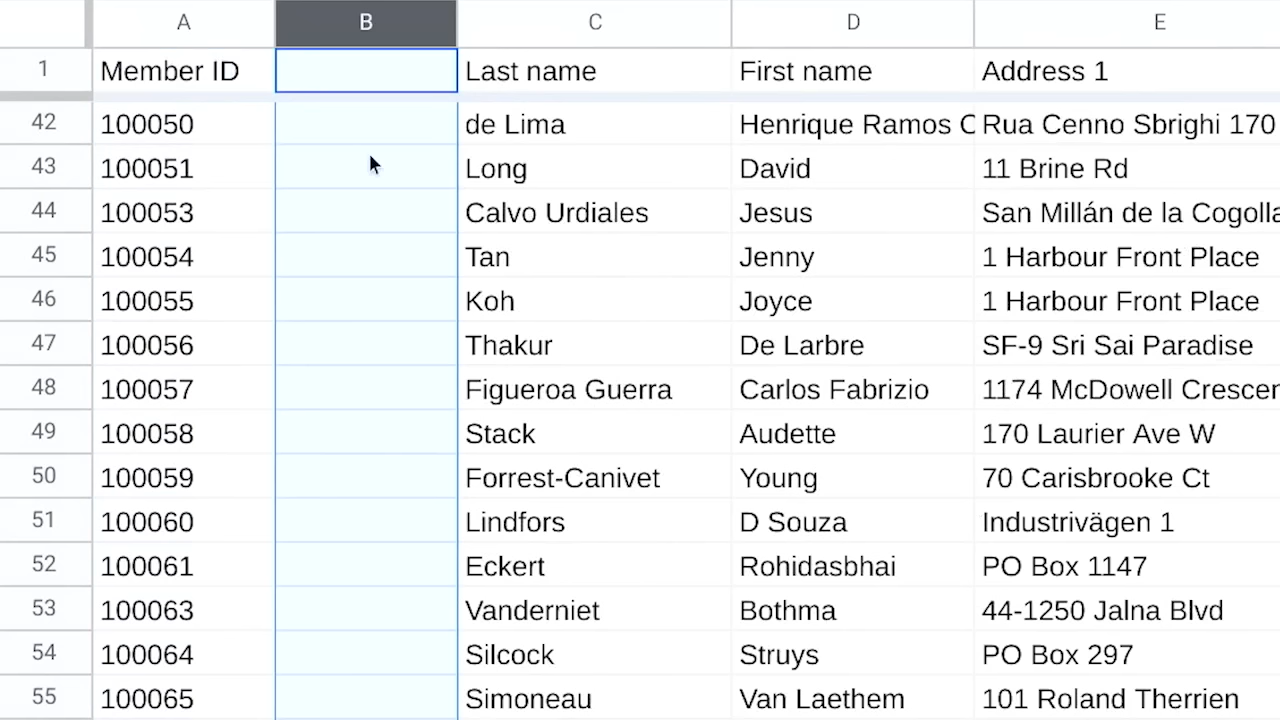 A B C D E
1 Member ID Last name First name Address 1
42 100050 de Lima Henrique Ramos C Rua Cenno Sbrighi 170
43 100051 Long David 11 Brine Rd
44 100053 Calvo Urdiales Jesus San Millán de la Cogolla
45 100054 Tan Jenny 1 Harbour Front Place
46 100055 Koh Joyce 1 Harbour Front Place
47 100056 Thakur De Larbre SF-9 Sri Sai Paradise
48 100057 Figueroa Guerra Carlos Fabrizio 1174 McDowell Crescen
49 100058 Stack Audette 170 Laurier Ave W
50 100059 Forrest-Canivet Young 70 Carisbrooke Ct
51 100060 Lindfors D Souza Industrivägen 1
52 100061 Eckert Rohidasbhai PO Box 1147
53 100063 Vanderniet Bothma 44-1250 Jalna Blvd
54 100064 Silcock Struys PO Box 297
55 100065 Simoneau Van Laethem 101 Roland Therrien